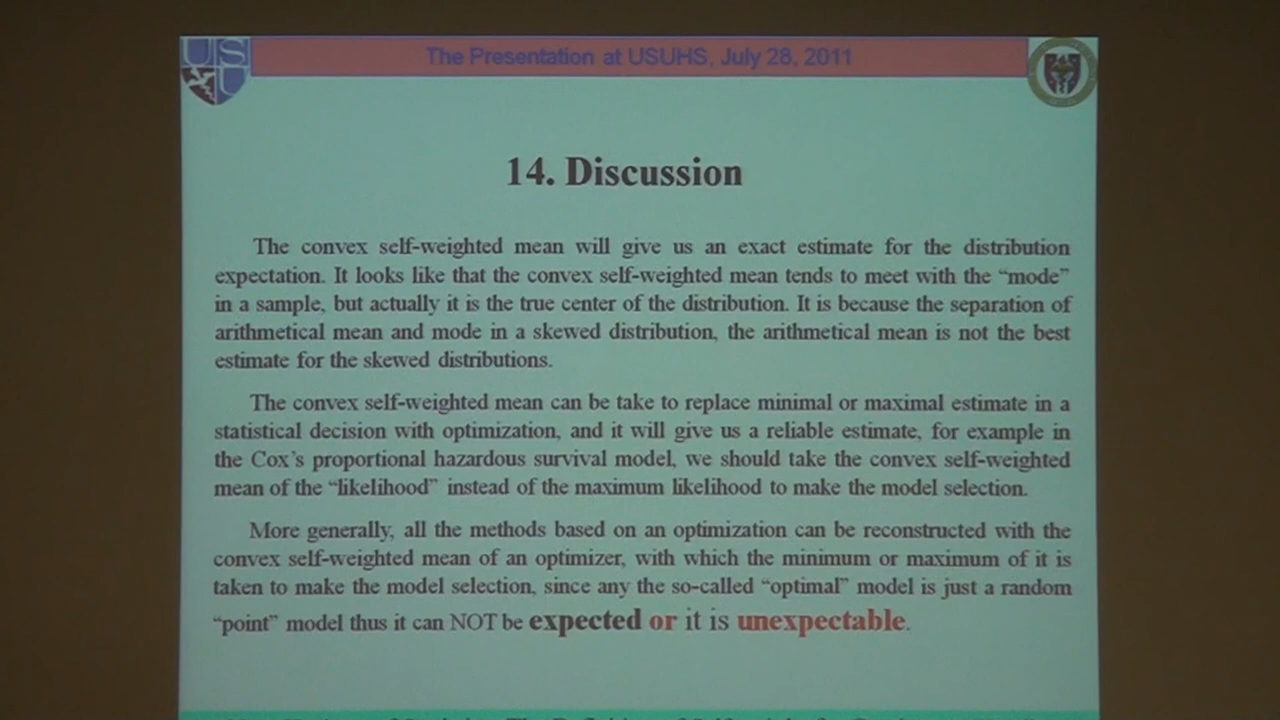 The Presentation at USUHS, July 28, 2011
14. Discussion
The convex self-weighted mean will give us an exact estimate for the distribution
expectation. It looks like that the convex self-weighted mean tends to meet with the “mode”
in a sample, but actually it is the true center of the distribution. It is because the separation of
arithmetical mean and mode in a skewed distribution, the arithmetical mean is not the best
estimate for the skewed distributions.
The convex self-weighted mean can be take to replace minimal or maximal estimate in a
statistical decision with optimization, and it will give us a reliable estimate, for example in
the Cox’s proportional hazardous survival model, we should take the convex self-weighted
mean of the “likelihood” instead of the maximum likelihood to make the model selection.
More generally, all the methods based on an optimization can be reconstructed with the
convex self-weighted mean of an optimizer, with which the minimum or maximum of it is
taken to make the model selection, since any the so-called “optimal” model is just a random
“point” model thus it can NOT be expected or it is unexpectable.